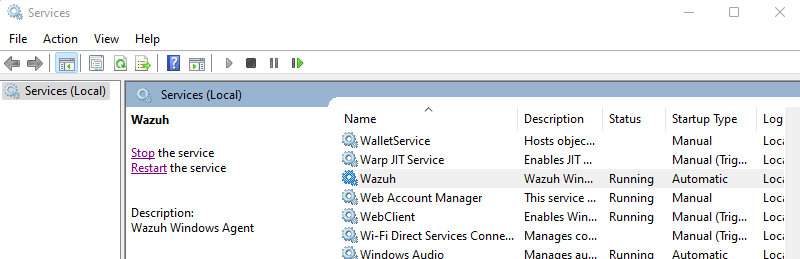 Services
File Action View Help
Services (Local)
Services (Local)
Wazuh
Stop the service
Restart the service
Description:
Wazuh Windows Agent
Name Description Status Startup Type Log
WalletService Hosts objec... Manual Loca
Warp JIT Service Enables JIT ... Manual (Trig... Loca
Wazuh Wazuh Win... Running Automatic Loca
Web Account Manager This service ... Running Manual Loca
WebClient Enables Win... Running Manual (Trig... Loca
Wi-Fi Direct Services Conne... Manages co... Manual (Trig... Loca
Windows Audio Manages au... Running Automatic Loca